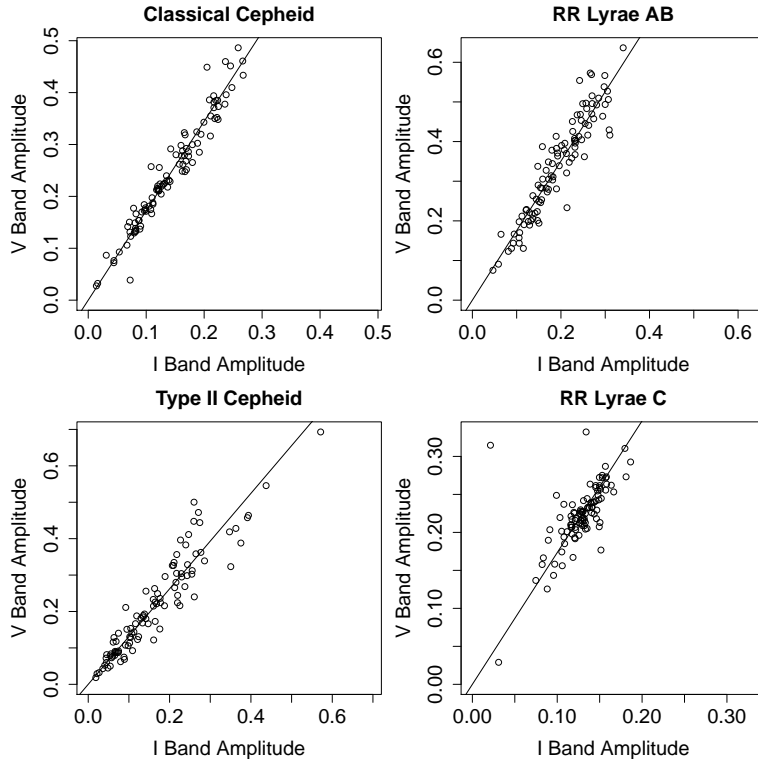 Classical Cepheid
V Band Amplitude
0.0 0.1 0.2 0.3 0.4 0.5
0.0 0.1 0.2 0.3 0.4 0.5
I Band Amplitude
RR Lyrae AB
V Band Amplitude
0.0 0.2 0.4 0.6
0.0 0.2 0.4 0.6
I Band Amplitude
Type II Cepheid
V Band Amplitude
0.0 0.2 0.4 0.6
0.0 0.2 0.4 0.6
I Band Amplitude
RR Lyrae C
V Band Amplitude
0.00 0.10 0.20 0.30
0.00 0.10 0.20 0.30
I Band Amplitude